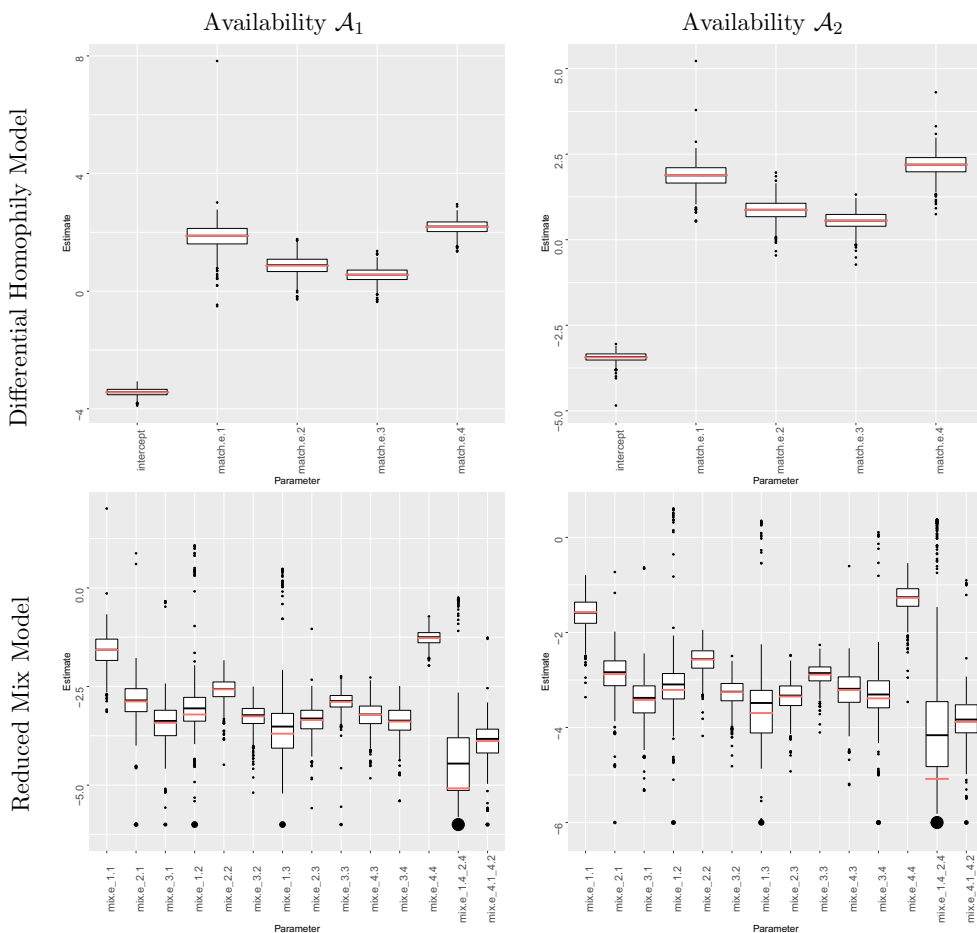 Availability A₁
Availability A₂
Differential Homophily Model
Estimate
8
4
0
−4
intercept
match.e.1
match.e.2
match.e.3
match.e.4
Parameter
Estimate
5.0
2.5
0.0
−2.5
−5.0
intercept
match.e.1
match.e.2
match.e.3
match.e.4
Parameter
Reduced Mix Model
Estimate
0.0
−2.5
−5.0
mix.e_1.1
mix.e_2.1
mix.e_3.1
mix.e_1.2
mix.e_2.2
mix.e_3.2
mix.e_1.3
mix.e_2.3
mix.e_3.3
mix.e_4.3
mix.e_3.4
mix.e_4.4
mix.e_1.4_2.4
mix.e_4.1_4.2
Parameter
Estimate
0
−2
−4
−6
mix.e_1.1
mix.e_2.1
mix.e_3.1
mix.e_1.2
mix.e_2.2
mix.e_3.2
mix.e_1.3
mix.e_2.3
mix.e_3.3
mix.e_4.3
mix.e_3.4
mix.e_4.4
mix.e_1.4_2.4
mix.e_4.1_4.2
Parameter